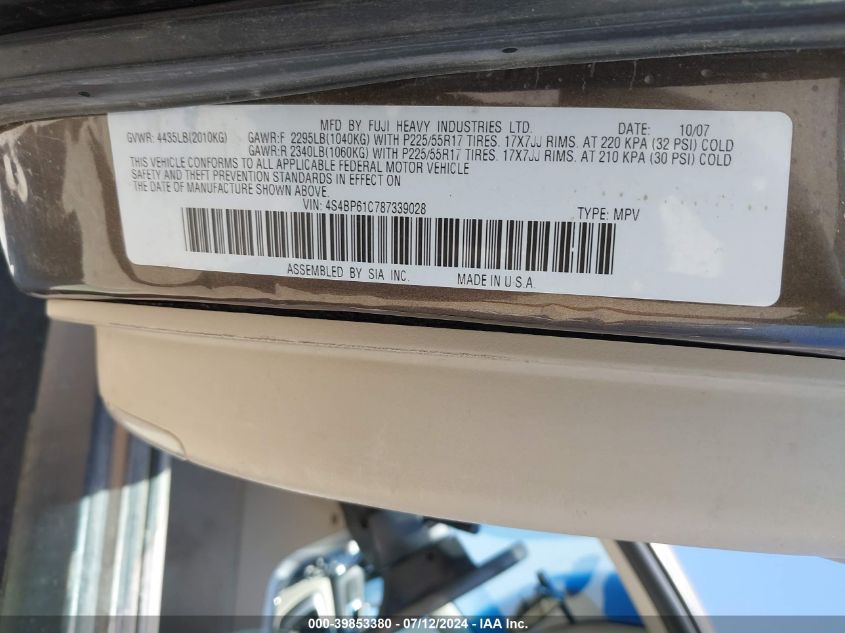 MFD BY FUJI HEAVY INDUSTRIES LTD. DATE: 10/07
GVWR: 4435LB(2010KG) GAWR:F 2295LB(1040KG) WITH P225/55R17 TIRES. 17X7JJ RIMS. AT 220 KPA (32 PSI) COLD
GAWR:R 2340LB(1060KG) WITH P225/55R17 TIRES. 17X7JJ RIMS. AT 210 KPA (30 PSI) COLD
THIS VEHICLE CONFORMS TO ALL APPLICABLE FEDERAL MOTOR VEHICLE
SAFETY AND THEFT PREVENTION STANDARDS IN EFFECT ON
THE DATE OF MANUFACTURE SHOWN ABOVE.
VIN: 4S4BP61C787339028 TYPE: MPV
ASSEMBLED BY SIA INC. MADE IN U.S.A.
000-39853380 - 07/12/2024 - IAA Inc.